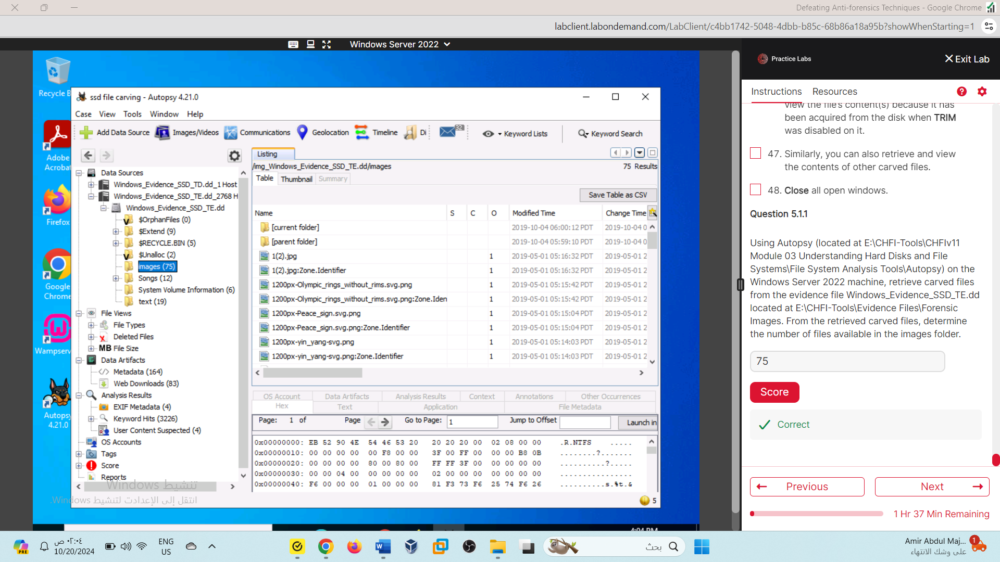 Defeating Anti-forensics Techniques - Google Chrome
labclient.labondemand.com/LabClient/c4bb1742-5048-4dbb-b85c-68b86a18a95b?showWhenStarting=1
Windows Server 2022
Practice Labs
Exit Lab
Recycle B
Adobe
Acrobat
Firefox
Google
Chrome
Wampserv
Autopsy
4.21.0
ssd file carving - Autopsy 4.21.0
Case View Tools Window Help
Add Data Source Images/Videos Communications Geolocation Timeline Di 32 Keyword Lists Keyword Search
Data Sources
Windows_Evidence_SSD_TD.dd_1 Host
Windows_Evidence_SSD_TE.dd_2768 H
Windows_Evidence_SSD_TE.dd
$OrphanFiles (0)
$Extend (9)
$RECYCLE.BIN (5)
$Unalloc (2)
images (75)
Songs (12)
System Volume Information (6)
text (19)
File Views
File Types
Deleted Files
MB File Size
Data Artifacts
Metadata (164)
Web Downloads (83)
Analysis Results
EXIF Metadata (4)
Keyword Hits (3226)
User Content Suspected (4)
OS Accounts
Tags
Score
Reports
Listing
/img_Windows_Evidence_SSD_TE.dd/images
75 Results
Table Thumbnail Summary
Save Table as CSV
Name S C O Modified Time Change Time
[current folder] 2019-10-04 06:00:12 PDT 2019-10-04 0
[parent folder] 2019-10-04 05:59:10 PDT 2019-10-04 0
1(2).jpg 1 2019-05-01 05:16:32 PDT 2019-05-01 2
1(2).jpg:Zone.Identifier 1 2019-05-01 05:16:32 PDT 2019-05-01 2
1200px-Olympic_rings_without_rims.svg.png 1 2019-05-01 05:15:42 PDT 2019-05-01 2
1200px-Olympic_rings_without_rims.svg.png:Zone.Iden 1 2019-05-01 05:15:42 PDT 2019-05-01 2
1200px-Peace_sign.svg.png 1 2019-05-01 05:15:04 PDT 2019-05-01 2
1200px-Peace_sign.svg.png:Zone.Identifier 1 2019-05-01 05:15:04 PDT 2019-05-01 2
1200px-yin_yang-svg.png 1 2019-05-01 05:14:03 PDT 2019-05-01 2
1200px-yin_yang-svg.png:Zone.Identifier 1 2019-05-01 05:14:03 PDT 2019-05-01 2
OS Account Data Artifacts Analysis Results Context Annotations Other Occurrences
Hex Text Application File Metadata
Page: 1 of Page Go to Page: 1 Jump to Offset Launch in
0x00000000: EB 52 90 4E 54 46 53 20 20 20 20 00 02 08 00 00 .R.NTFS .....
0x00000010: 00 00 00 00 00 F8 00 00 3F 00 FF 00 00 00 B8 0B ........?.......
0x00000020: 00 00 00 00 80 00 80 00 FF FF 3F 00 00 00 00 00 ..........?.....
0x00000030: 00 00 04 00 00 00 00 00 02 00 00 00 00 00 00 00 ................
0x00000040: F6 00 00 00 01 00 00 00 81 F3 73 F6 25 74 F6 26 ..........s.%t.&
5
تنشيط Windows
انتقل إلى الإعدادات لتنشيط Windows.
Instructions Resources
view the file's content(s) because it has
been acquired from the disk when TRIM
was disabled on it.
47. Similarly, you can also retrieve and view
the contents of other carved files.
48. Close all open windows.
Question 5.1.1
Using Autopsy (located at E:\CHFI-Tools\CHFIv11
Module 03 Understanding Hard Disks and File
Systems\File System Analysis Tools\Autopsy) on the
Windows Server 2022 machine, retrieve carved files
from the evidence file Windows_Evidence_SSD_TE.dd
located at E:\CHFI-Tools\Evidence Files\Forensic
Images. From the retrieved carved files, determine
the number of files available in the images folder.
75
Score
Correct
Previous Next
1 Hr 37 Min Remaining
4:04 PM
PRE
٠٢:٠٤ ص
10/20/2024
ENG
US
بحث
Amir Abdul Maj...
على وشك الانتهاء
1